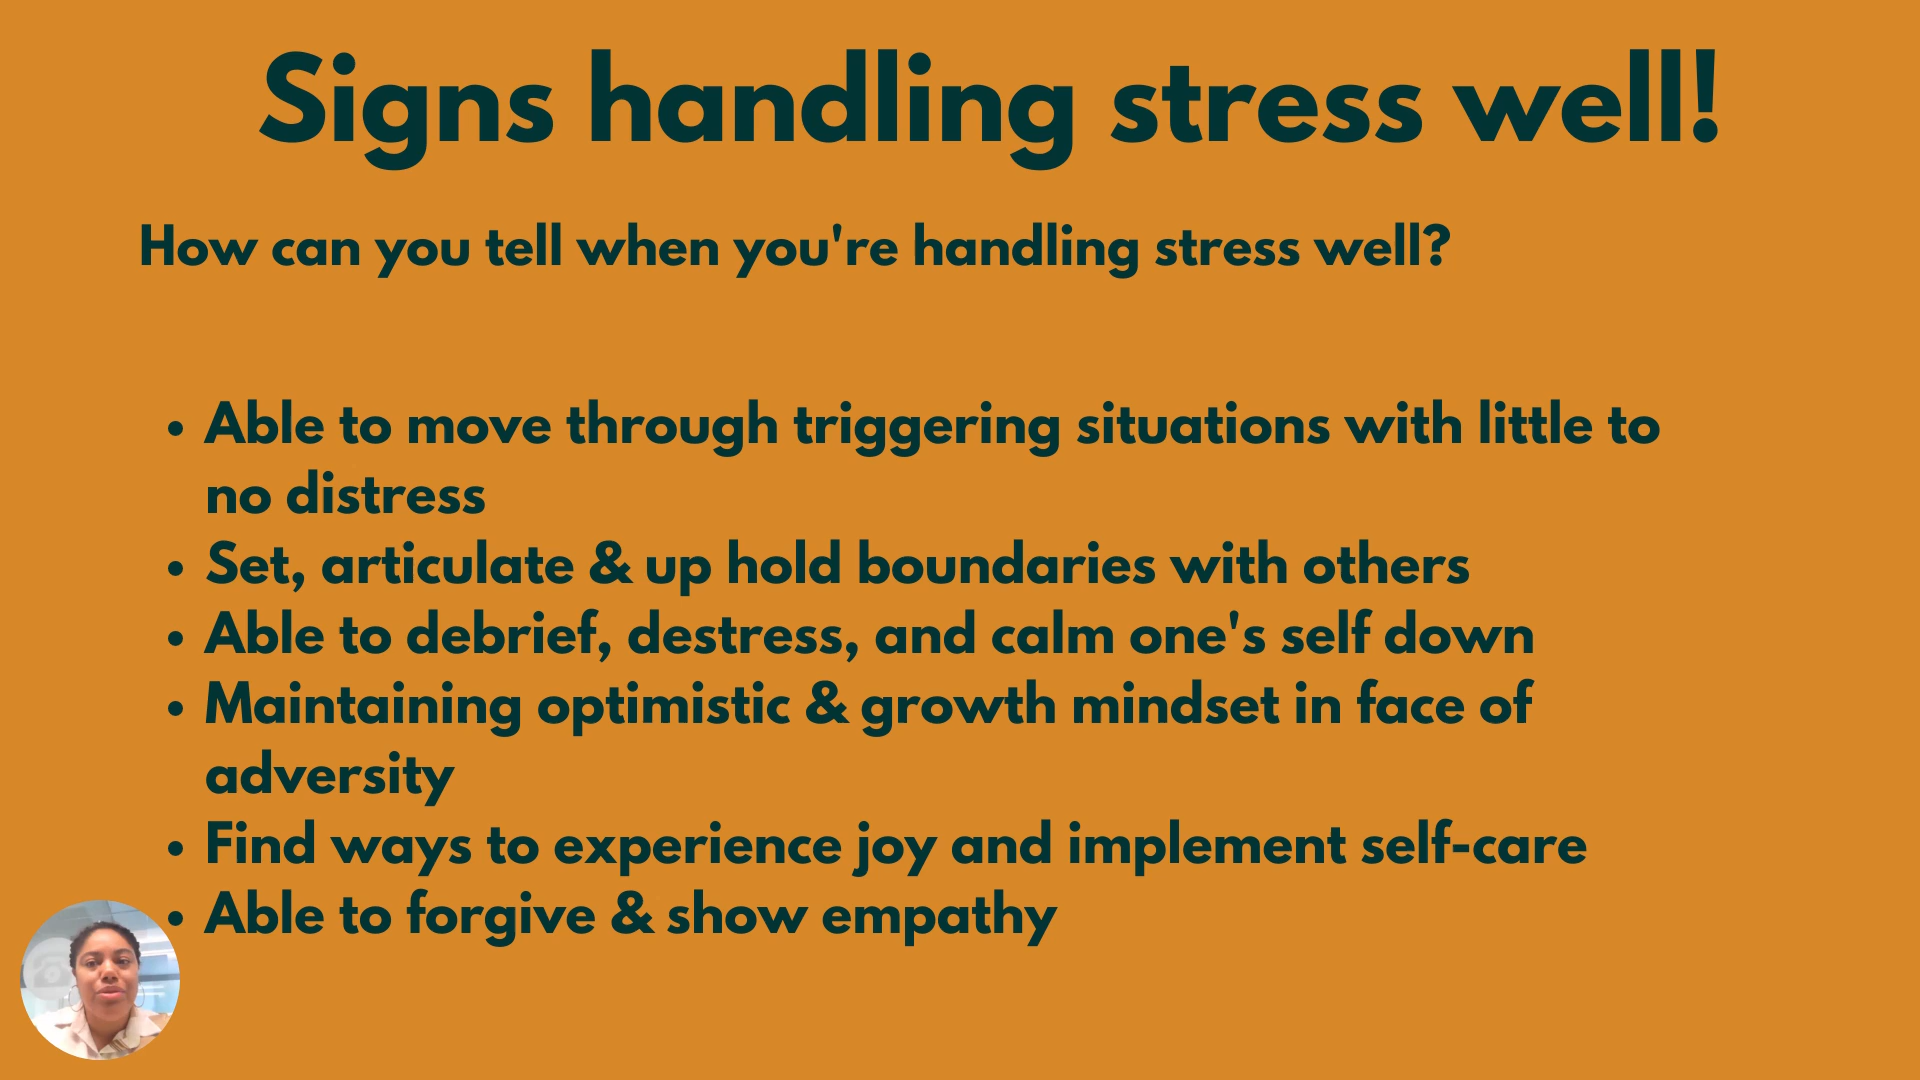 Signs handling stress well!
How can you tell when you're handling stress well?
• Able to move through triggering situations with little to
no distress
• Set, articulate & up hold boundaries with others
• Able to debrief, destress, and calm one's self down
• Maintaining optimistic & growth mindset in face of
adversity
• Find ways to experience joy and implement self-care
• Able to forgive & show empathy